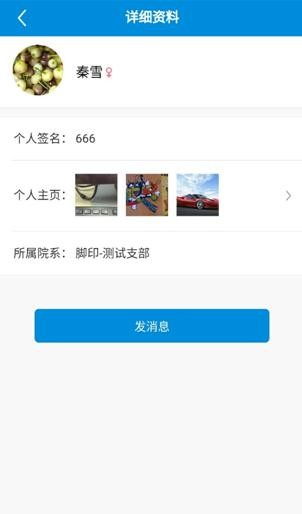 详细资料
秦雪♀
个人签名： 666
个人主页：
所属院系： 脚印-测试支部
发消息